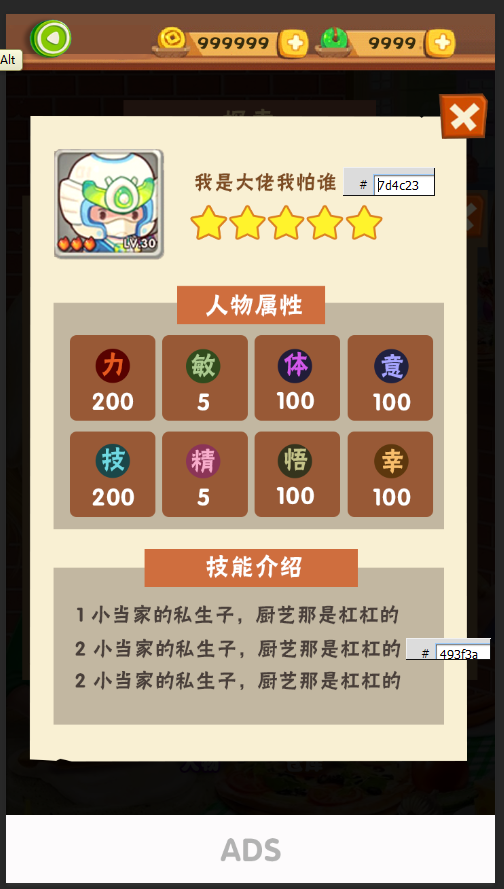 Alt
999999
9999
LV.30
我是大佬我怕谁
# 7d4c23
人物属性
力 敏 体 意
200 5 100 100
技 精 悟 幸
200 5 100 100
技能介绍
1 小当家的私生子，厨艺那是杠杠的
2 小当家的私生子，厨艺那是杠杠的
# 493f3a
2 小当家的私生子，厨艺那是杠杠的
ADS